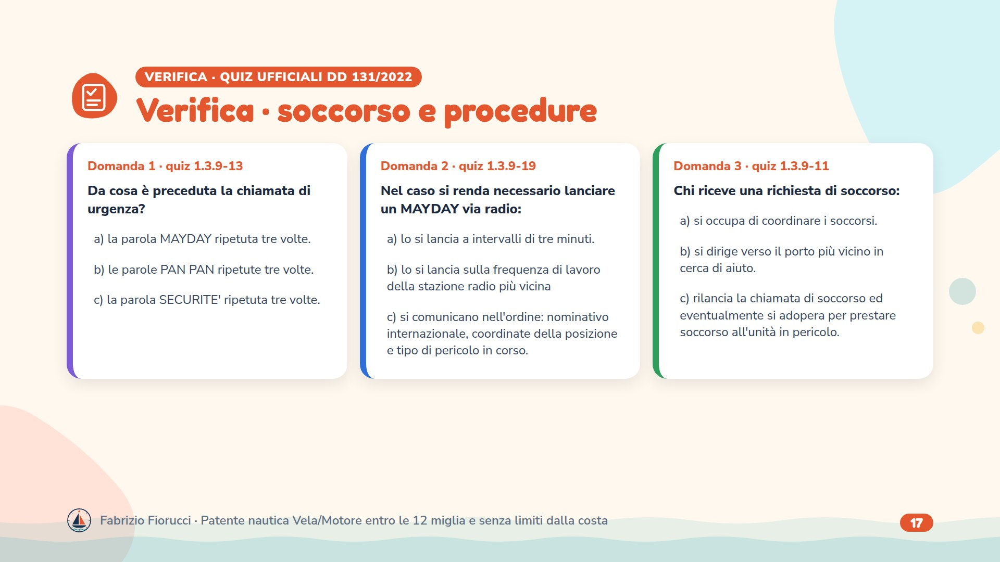 VERIFICA · QUIZ UFFICIALI DD 131/2022
Verifica · soccorso e procedure
Domanda 1 · quiz 1.3.9-13
Da cosa è preceduta la chiamata di
urgenza?
a) la parola MAYDAY ripetuta tre volte.
b) le parole PAN PAN ripetute tre volte.
c) la parola SECURITE' ripetuta tre volte.
Domanda 2 · quiz 1.3.9-19
Nel caso si renda necessario lanciare
un MAYDAY via radio:
a) lo si lancia a intervalli di tre minuti.
b) lo si lancia sulla frequenza di lavoro
della stazione radio più vicina
c) si comunicano nell'ordine: nominativo
internazionale, coordinate della posizione
e tipo di pericolo in corso.
Domanda 3 · quiz 1.3.9-11
Chi riceve una richiesta di soccorso:
a) si occupa di coordinare i soccorsi.
b) si dirige verso il porto più vicino in
cerca di aiuto.
c) rilancia la chiamata di soccorso ed
eventualmente si adopera per prestare
soccorso all'unità in pericolo.
Fabrizio Fiorucci · Patente nautica Vela/Motore entro le 12 miglia e senza limiti dalla costa
17